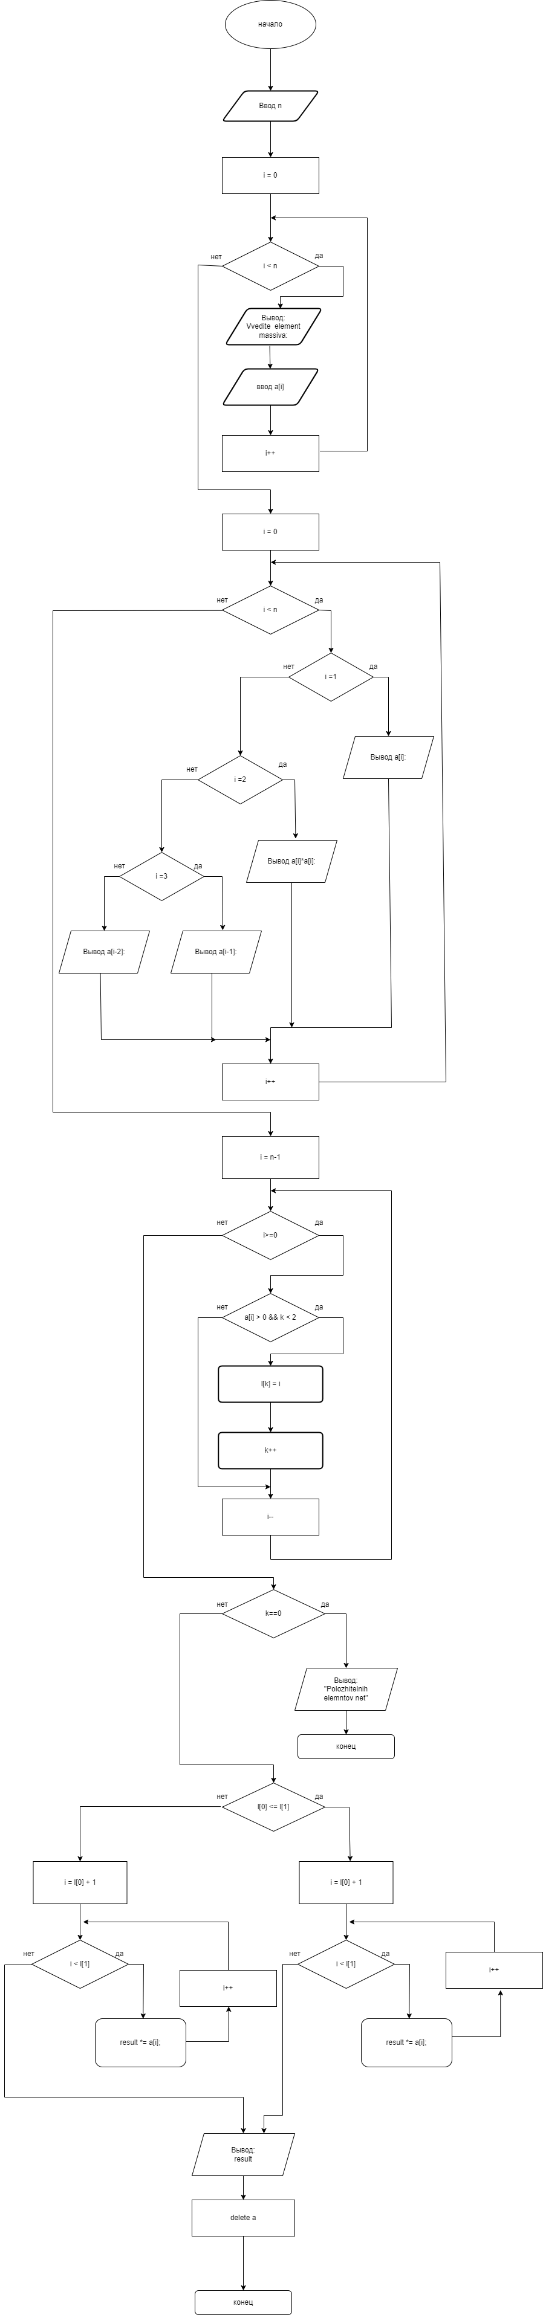 начало
Ввод n
i = 0
i < n
нет
да
Вывод:
Vvedite element
massiva:
ввод a[i]
i++
i = 0
i < n
нет
да
i =1
нет
да
Вывод a[i]:
i =2
нет
да
Вывод a[i]*a[i]:
i =3
нет
да
Вывод a[i-2]:
Вывод a[i-1]:
i++
i = n-1
i>=0
нет
да
a[i] > 0 && k < 2
нет
да
I[k] = i
k++
i--
k==0
нет
да
Вывод:
"Polozhitelnih
elemntov net"
конец
I[0] <= I[1]
нет
да
i = I[0] + 1
i = I[0] + 1
i < I[1]
нет
да
i < I[1]
нет
да
i++
i++
result *= a[i];
result *= a[i];
Вывод:
result
delete a
конец